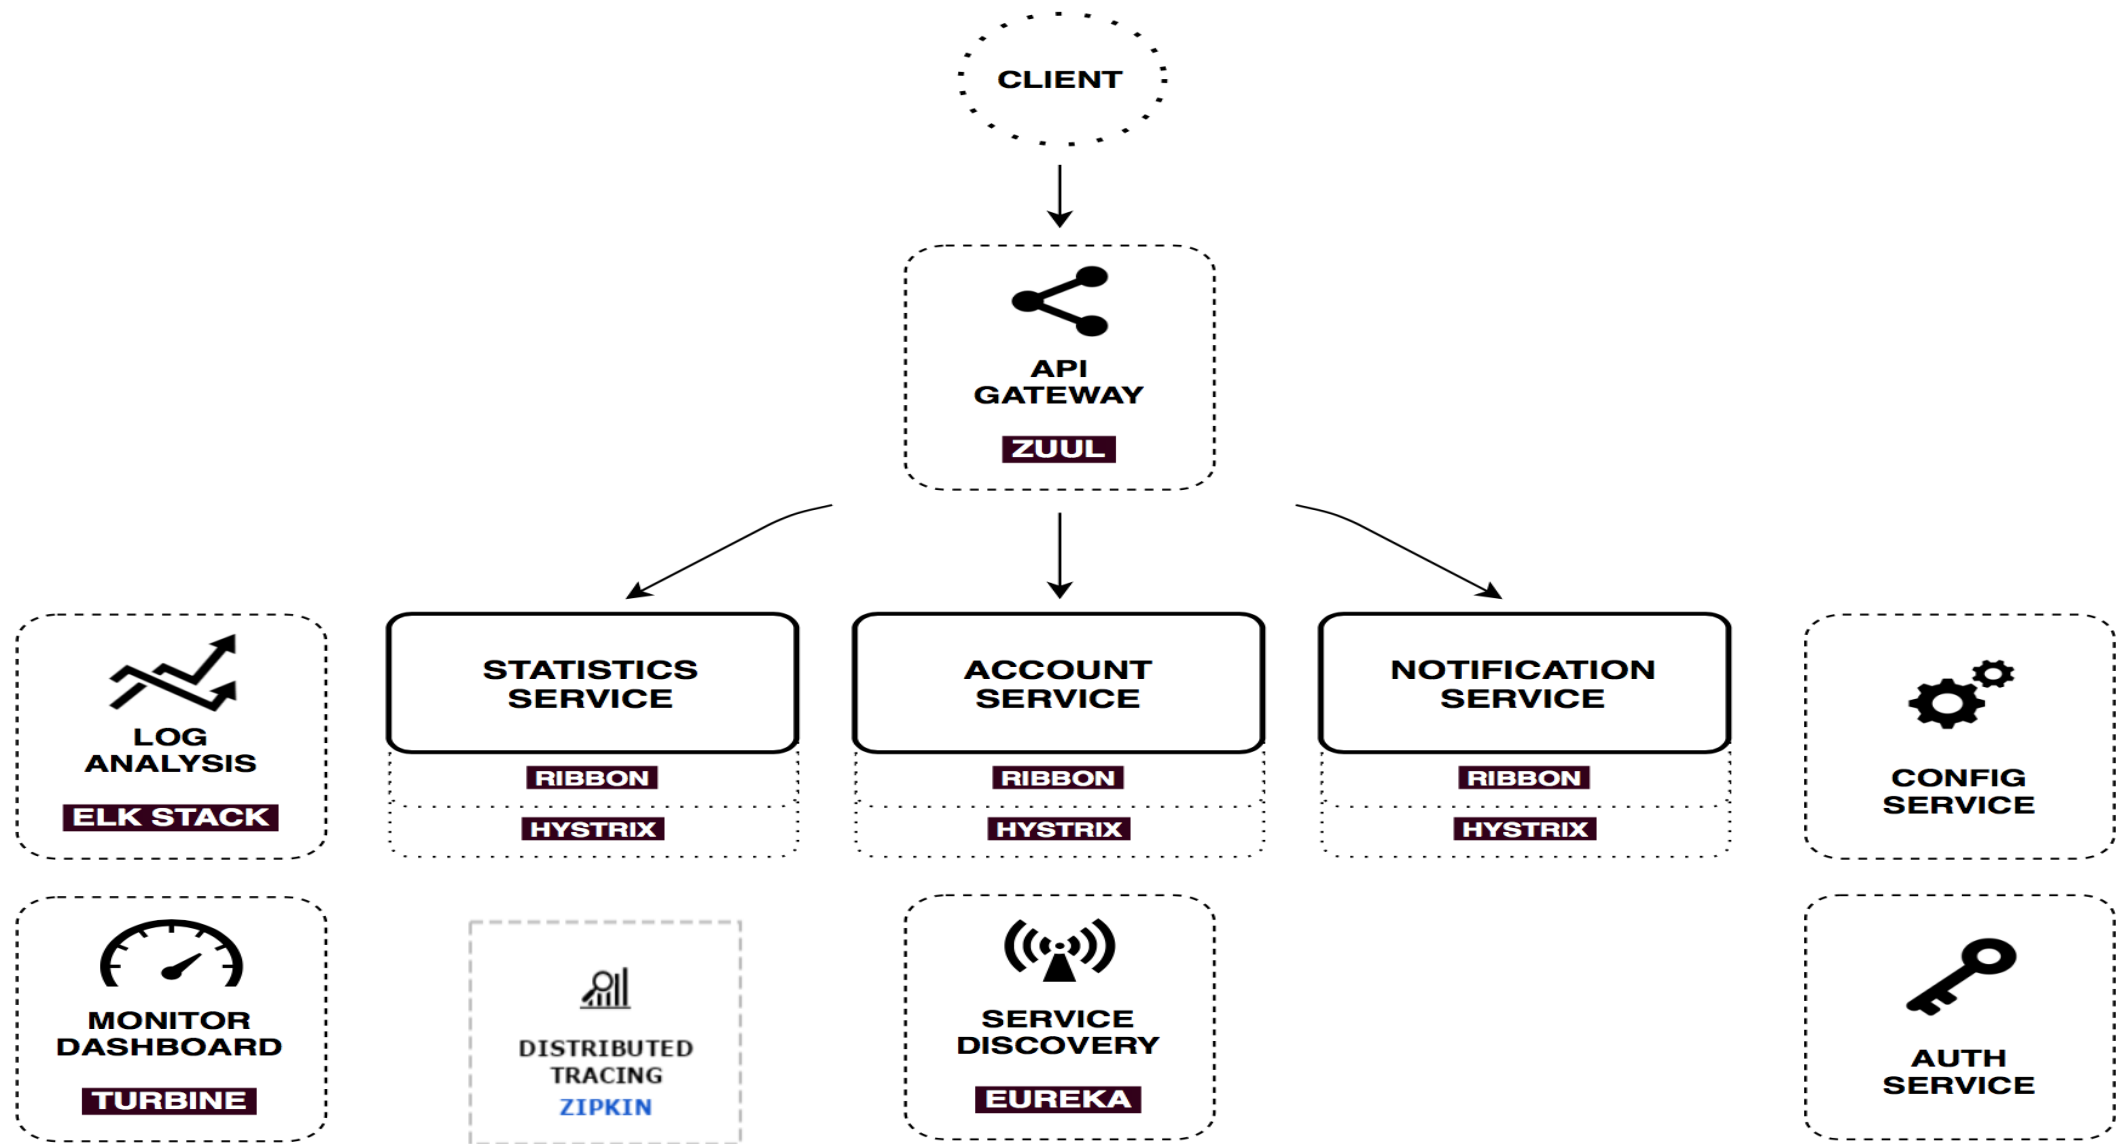 CLIENT
API
GATEWAY
ZUUL
LOG
ANALYSIS
ELK STACK
STATISTICS
SERVICE
RIBBON
HYSTRIX
ACCOUNT
SERVICE
RIBBON
HYSTRIX
NOTIFICATION
SERVICE
RIBBON
HYSTRIX
CONFIG
SERVICE
MONITOR
DASHBOARD
TURBINE
DISTRIBUTED
TRACING
ZIPKIN
SERVICE
DISCOVERY
EUREKA
AUTH
SERVICE